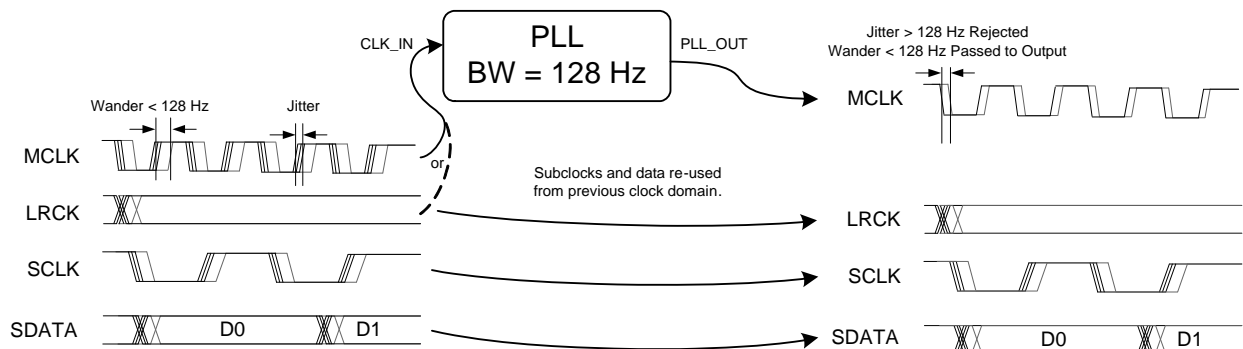 CLK_IN
PLL
BW = 128 Hz
PLL_OUT
Jitter > 128 Hz Rejected
Wander < 128 Hz Passed to Output
MCLK
Wander < 128 Hz
Jitter
MCLK
or
LRCK
SCLK
SDATA
D0
D1
Subclocks and data re-used
from previous clock domain.
LRCK
SCLK
SDATA
D0
D1